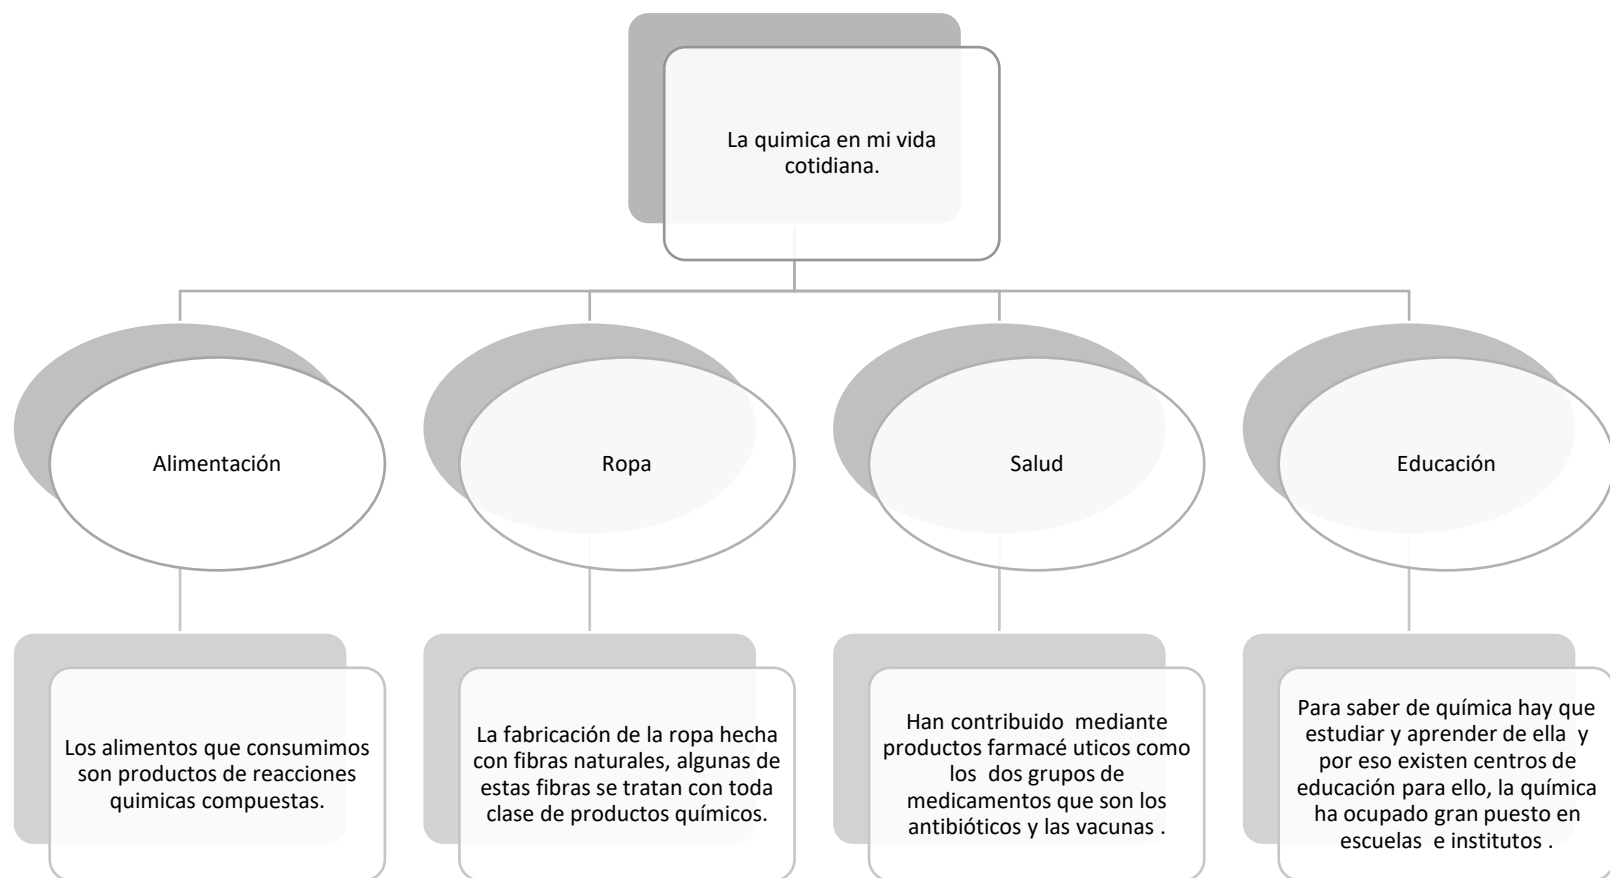 La quimica en mi vida
cotidiana.
Alimentación
Ropa
Salud
Educación
Los alimentos que consumimos
son productos de reacciones
quimicas compuestas.
La fabricación de la ropa hecha
con fibras naturales, algunas de
estas fibras se tratan con toda
clase de productos químicos.
Han contribuido  mediante
productos farmacé uticos como
los  dos grupos de
medicamentos que son los
antibióticos y las vacunas .
Para saber de química hay que
estudiar y aprender de ella  y
por eso existen centros de
educación para ello, la química
ha ocupado gran puesto en
escuelas  e institutos .